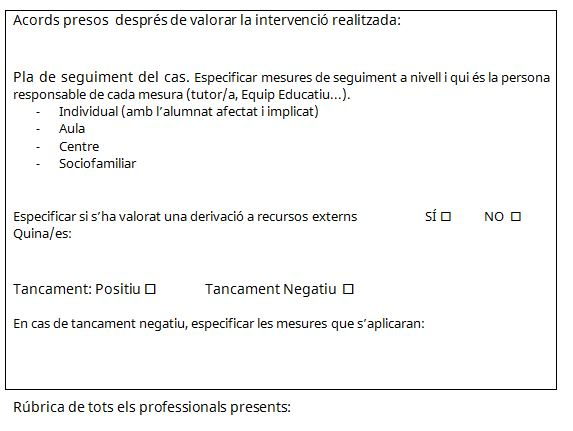 Acords presos després de valorar la intervenció realitzada:
Pla de seguiment del cas. Especificar mesures de seguiment a nivell i qui és la persona
responsable de cada mesura (tutor/a, Equip Educatiu...).
- Individual (amb l'alumnat afectat i implicat)
- Aula
- Centre
- Sociofamiliar
Especificar si s'ha valorat una derivació a recursos externs SÍ ☐ NO ☐
Quina/es:
Tancament: Positiu ☐ Tancament Negatiu ☐
En cas de tancament negatiu, especificar les mesures que s'aplicaran:
Rúbrica de tots els professionals presents: